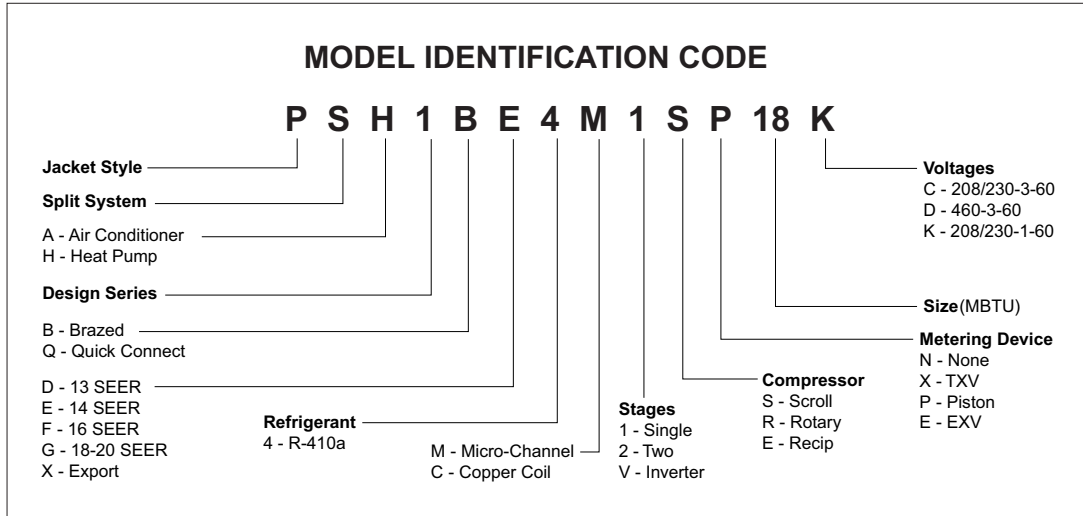 MODEL IDENTIFICATION CODE
P S H 1 B E 4 M 1 S P 18 K
Jacket Style
Split System
A - Air Conditioner
H - Heat Pump
Design Series
B - Brazed
Q - Quick Connect
D - 13 SEER
E - 14 SEER
F - 16 SEER
G - 18-20 SEER
X - Export
Refrigerant
4 - R-410a
M - Micro-Channel
C - Copper Coil
Stages
1 - Single
2 - Two
V - Inverter
Compressor
S - Scroll
R - Rotary
E - Recip
Voltages
C - 208/230-3-60
D - 460-3-60
K - 208/230-1-60
Size(MBTU)
Metering Device
N - None
X - TXV
P - Piston
E - EXV